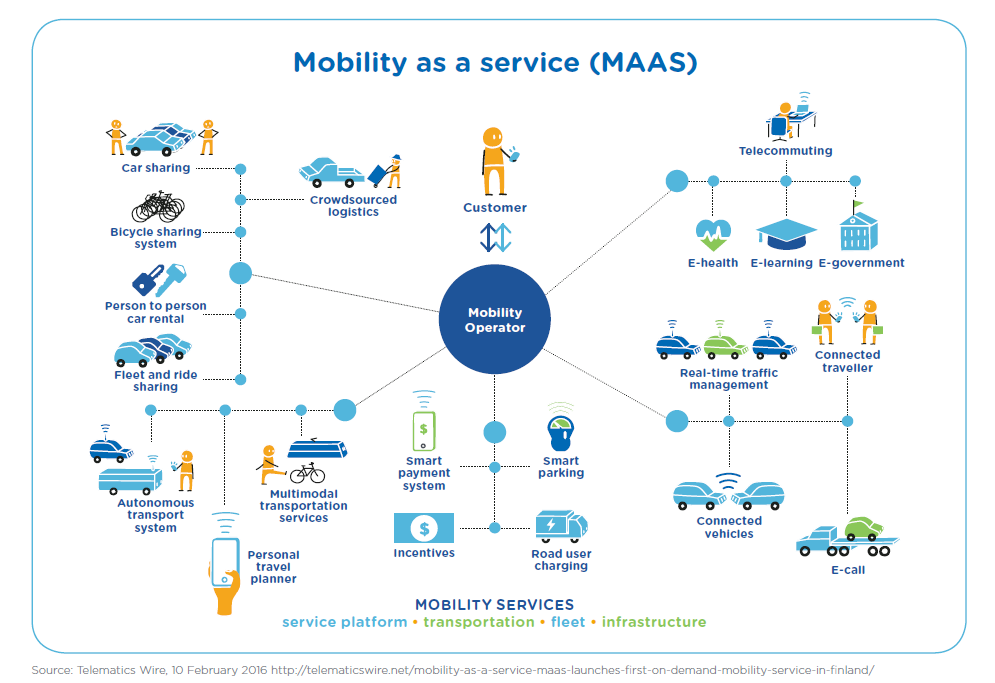 Mobility as a service (MAAS)
Car sharing
Crowdsourced
logistics
Bicycle sharing
system
Person to person
car rental
Fleet and ride
sharing
Customer
Mobility
Operator
Telecommuting
E-health
E-learning
E-government
Real-time traffic
management
Connected
traveller
Connected
vehicles
E-call
Autonomous
transport
system
Personal
travel
planner
Multimodal
transportation
services
$
Smart
payment
system
Smart
parking
$
Incentives
Road user
charging
MOBILITY SERVICES
service platform • transportation • fleet • infrastructure
Source: Telematics Wire, 10 February 2016 http://telematicswire.net/mobility-as-a-service-maas-launches-first-on-demand-mobility-service-in-finland/